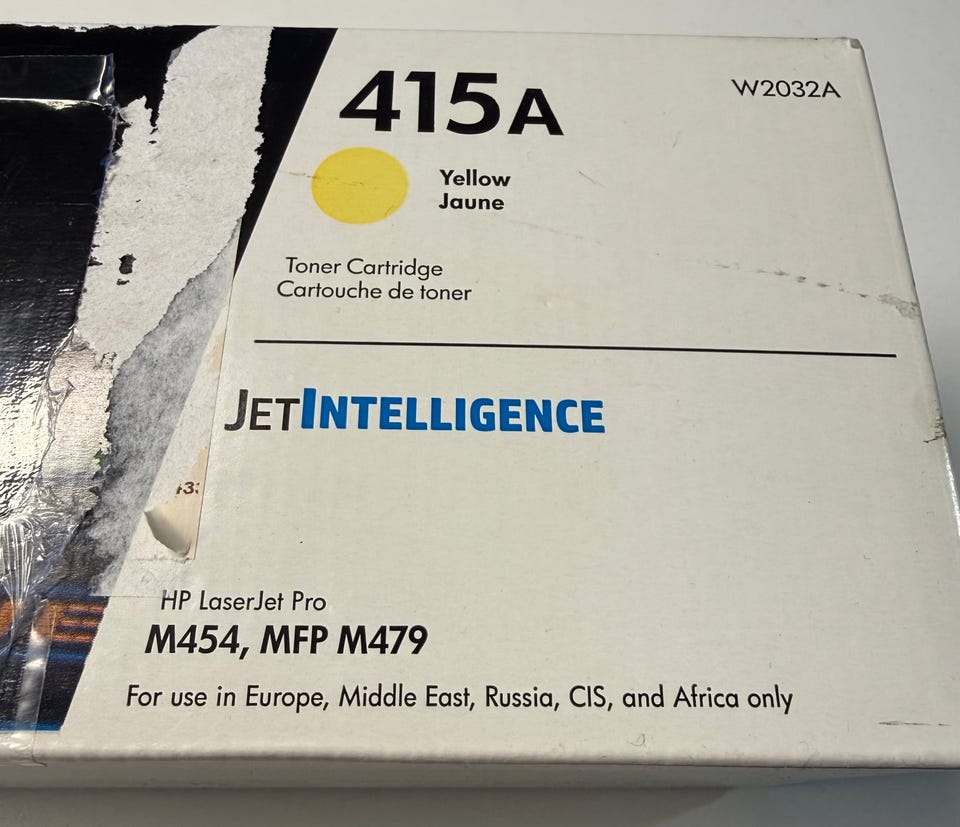 415A
W2032A
Yellow
Jaune
Toner Cartridge
Cartouche de toner
JETINTELLIGENCE
HP LaserJet Pro
M454, MFP M479
For use in Europe, Middle East, Russia, CIS, and Africa only